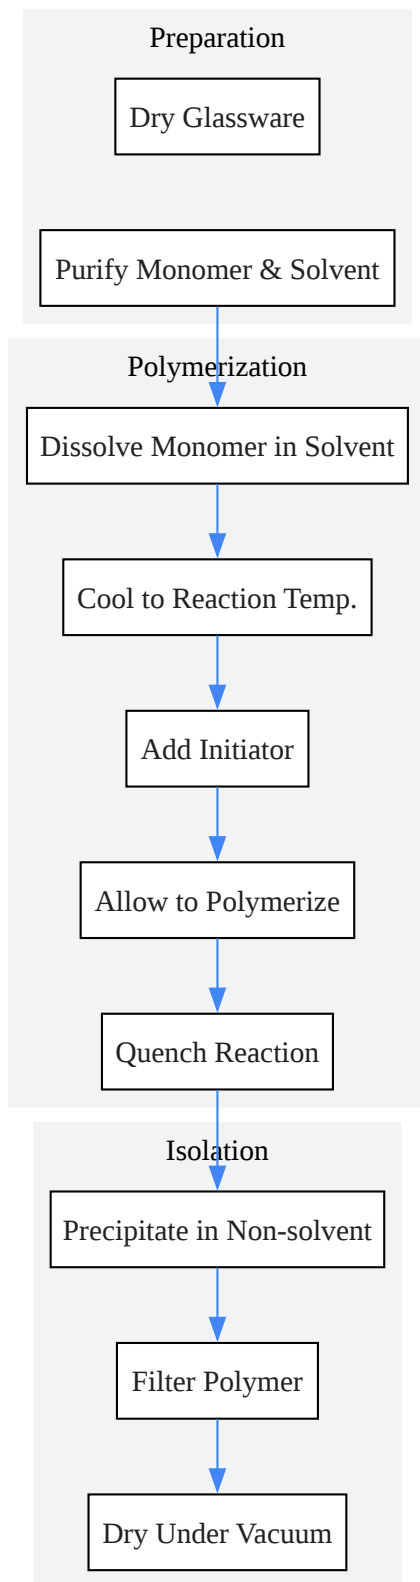 Preparation
Dry Glassware
Purify Monomer & Solvent
Polymerization
Dissolve Monomer in Solvent
Cool to Reaction Temp.
Add Initiator
Allow to Polymerize
Quench Reaction
Isolation
Precipitate in Non-solvent
Filter Polymer
Dry Under Vacuum